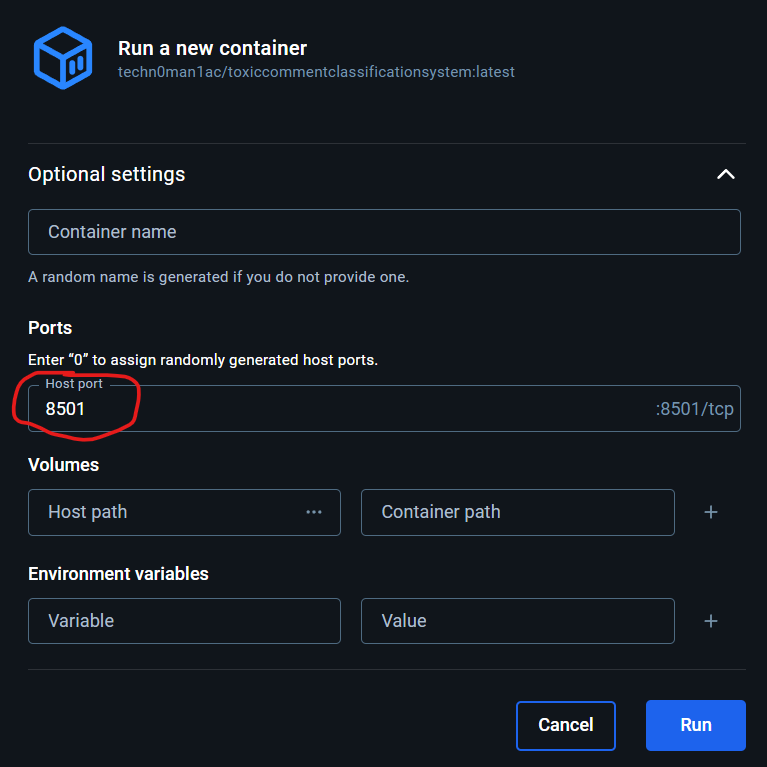 Run a new container
techn0man1ac/toxiccommentclassificationsystem:latest
Optional settings
Container name
A random name is generated if you do not provide one.
Ports
Enter “0” to assign randomly generated host ports.
Host port
8501 :8501/tcp
Volumes
Host path ··· Container path +
Environment variables
Variable Value +
Cancel Run